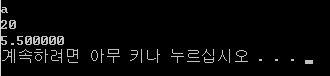 a
20
5.500000
계속하려면 아무 키나 누르십시오 . . .